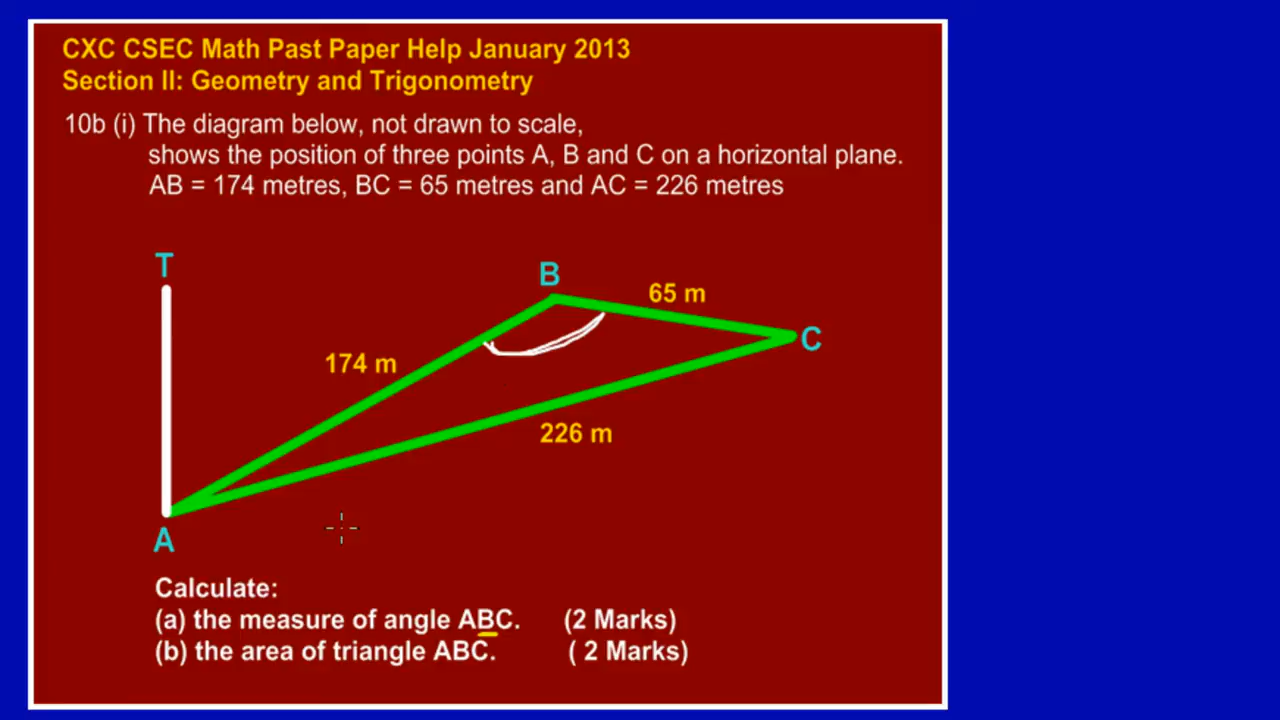 CXC CSEC Math Past Paper Help January 2013
Section II: Geometry and Trigonometry
10b (i) The diagram below, not drawn to scale,
shows the position of three points A, B and C on a horizontal plane.
AB = 174 metres, BC = 65 metres and AC = 226 metres
T
B
65 m
C
174 m
226 m
A
Calculate:
(a) the measure of angle ABC. (2 Marks)
(b) the area of triangle ABC. ( 2 Marks)